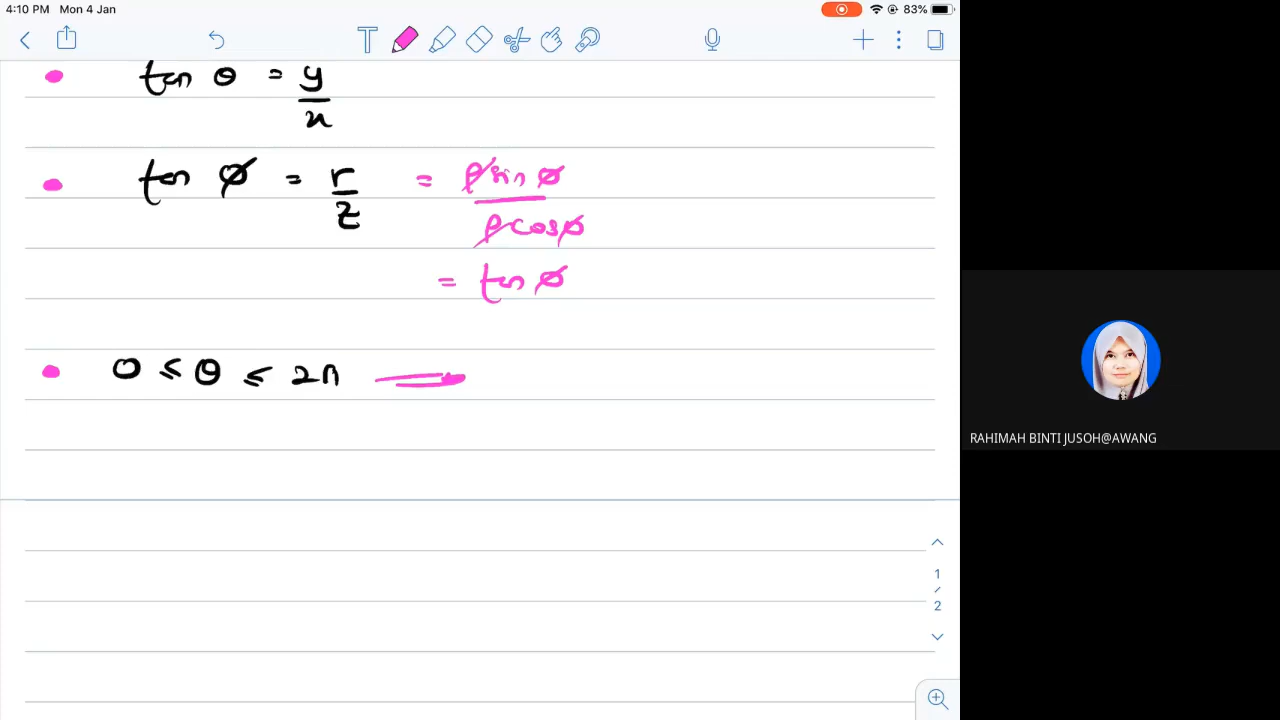 4:10 PM Mon 4 Jan
83%
tan θ = y/x
tan φ = r/z = ρ sin φ / ρ cos φ
= tan φ
0 ≤ θ ≤ 2π
RAHIMAH BINTI JUSOH@AWANG
1
/
2